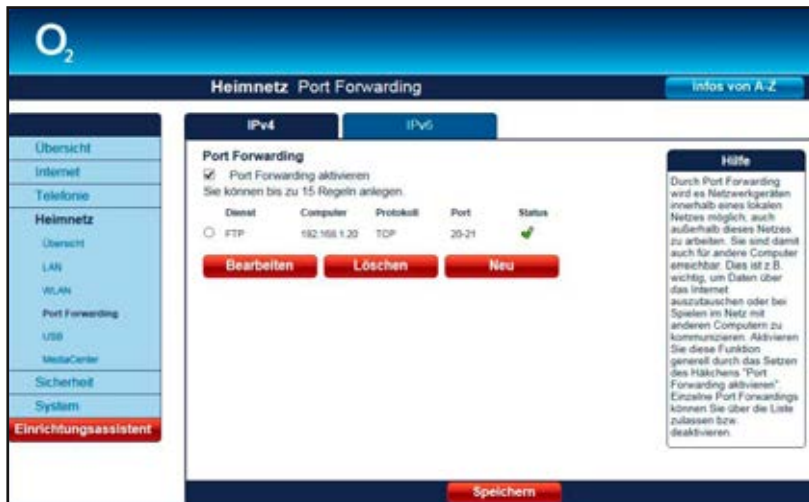 O2
Heimnetz Port Forwarding
Infos von A-Z
IPv4
IPv6
Übersicht
Internet
Telefonie
Heimnetz
Übersicht
LAN
WLAN
Port Forwarding
USB
MediaCenter
Sicherheit
System
Einrichtungsassistent
Port Forwarding
Port Forwarding aktivieren
Sie können bis zu 15 Regeln anlegen.
Dienst Computer Protokoll Port Status
FTP 192.168.1.20 TCP 20-21
Bearbeiten Löschen Neu
Hilfe
Durch Port Forwarding
wird es Netzwerkgeräten
innerhalb eines lokalen
Netzes möglich, auch
außerhalb dieses Netzes
zu arbeiten. Sie sind damit
auch für andere Computer
erreichbar. Dies ist z.B.
wichtig, um Daten über
das Internet
auszutauschen oder bei
Spielen im Netz mit
anderen Computern zu
kommunizieren. Aktivieren
Sie diese Funktion
generell durch das Setzen
des Häkchens "Port
Forwarding aktivieren".
Einzelne Port Forwardings
können Sie über die Liste
zulassen bzw.
deaktivieren.
Speichern